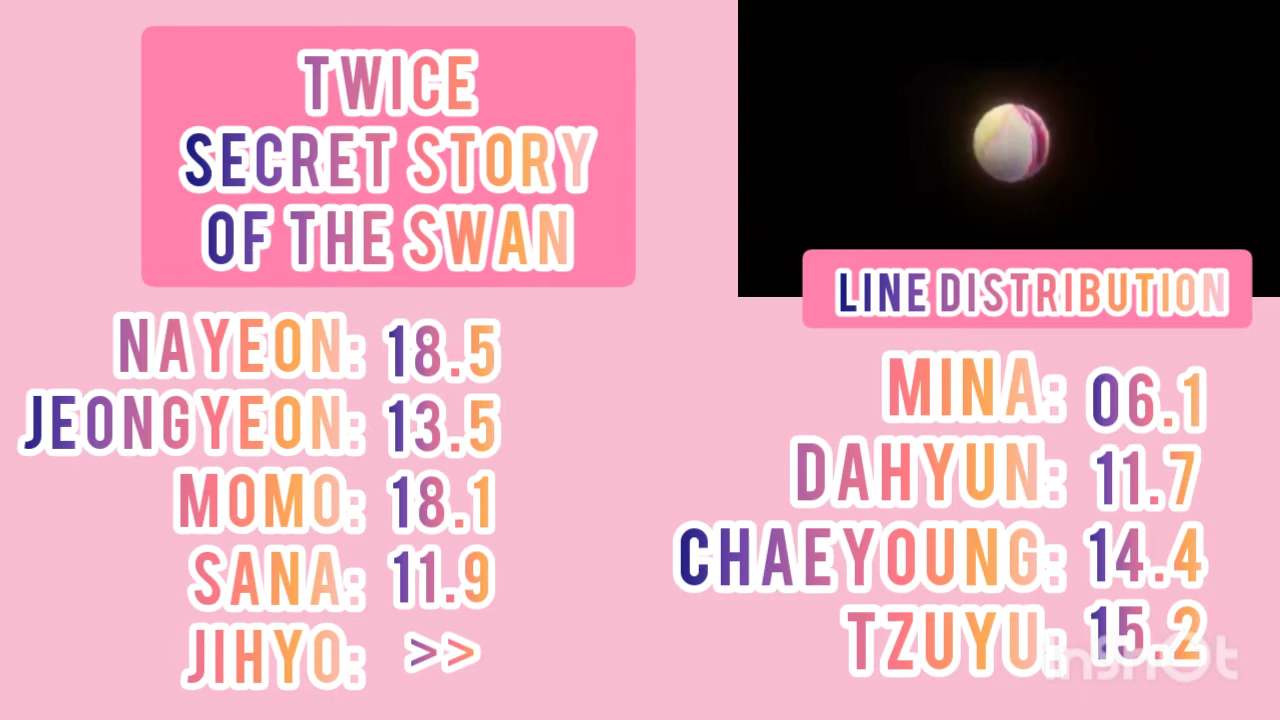 TWICE
SECRET STORY
OF THE SWAN
LINE DISTRIBUTION
NAYEON: 18.5
JEONGYEON: 13.5
MOMO: 18.1
SANA: 11.9
JIHYO: >>
MINA: 06.1
DAHYUN: 11.7
CHAEYOUNG: 14.4
TZUYU: 15.2
inshot